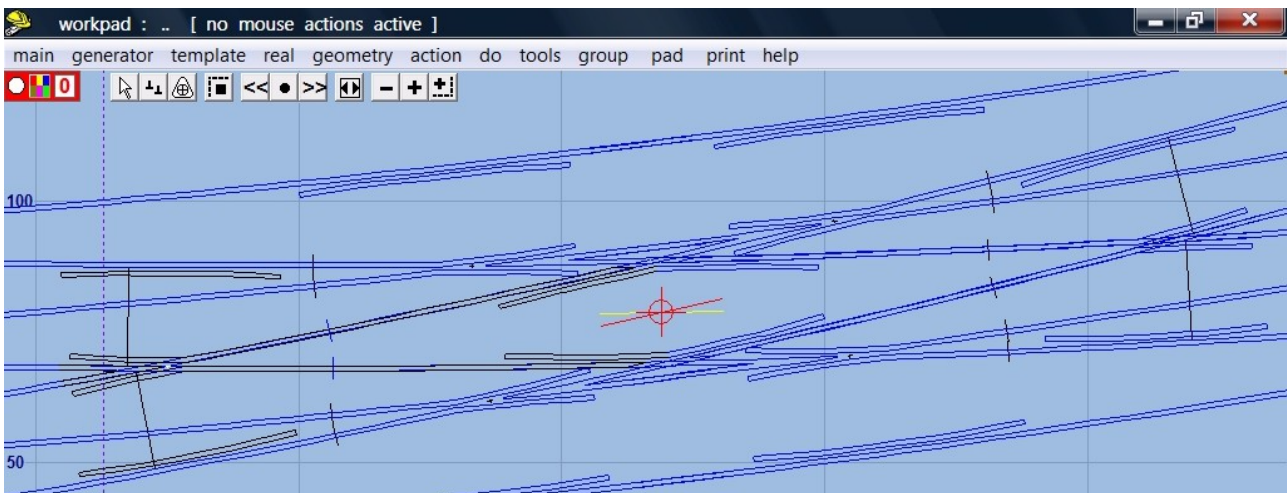 workpad : .. [ no mouse actions active ]
main generator template real geometry action do tools group pad print help
0 << >> - +
100
50